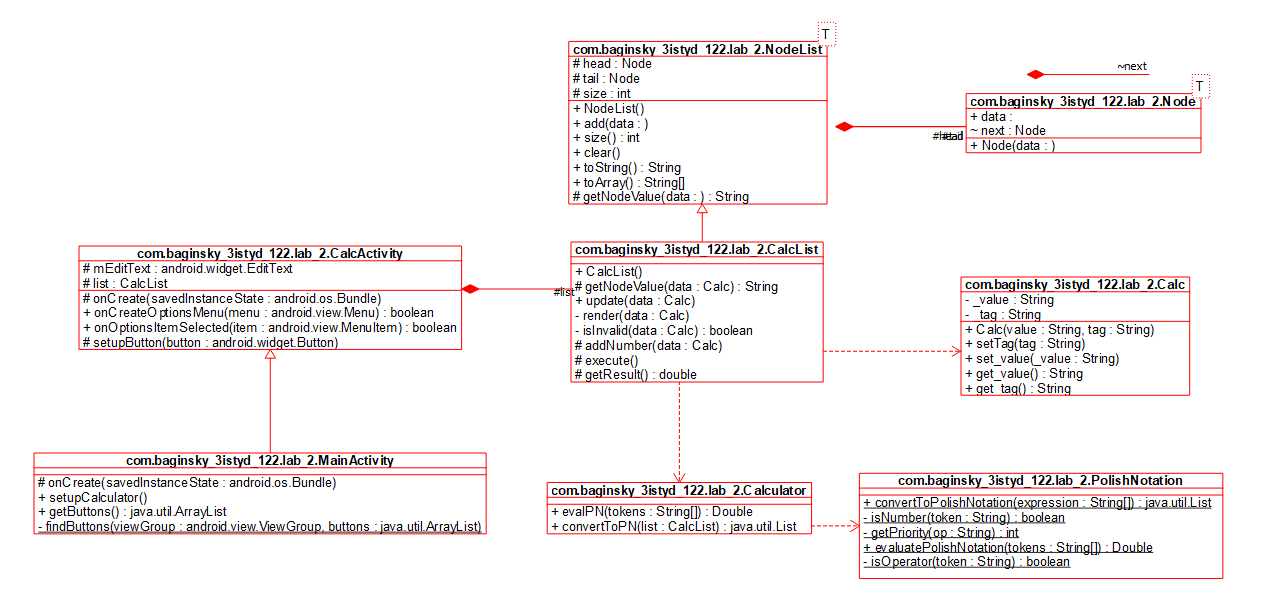 T
com.baginsky_3istyd_122.lab_2.NodeList
# head : Node
# tail : Node
# size : int
+ NodeList()
+ add(data : )
+ size() : int
+ clear()
+ toString() : String
+ toArray() : String[]
# getNodeValue(data : ) : String
~next
T
com.baginsky_3istyd_122.lab_2.Node
+ data :
~ next : Node
+ Node(data : )
com.baginsky_3istyd_122.lab_2.CalcActivity
# mEditText : android.widget.EditText
# list : CalcList
# onCreate(savedInstanceState : android.os.Bundle)
+ onCreateOptionsMenu(menu : android.view.Menu) : boolean
+ onOptionsItemSelected(item : android.view.MenuItem) : boolean
# setupButton(button : android.widget.Button)
#list
com.baginsky_3istyd_122.lab_2.CalcList
+ CalcList()
# getNodeValue(data : Calc) : String
+ update(data : Calc)
- render(data : Calc)
- isInvalid(data : Calc) : boolean
# addNumber(data : Calc)
# execute()
# getResult() : double
com.baginsky_3istyd_122.lab_2.Calc
- _value : String
- _tag : String
+ Calc(value : String, tag : String)
+ setTag(tag : String)
+ set_value(_value : String)
+ get_value() : String
+ get_tag() : String
com.baginsky_3istyd_122.lab_2.MainActivity
# onCreate(savedInstanceState : android.os.Bundle)
+ setupCalculator()
+ getButtons() : java.util.ArrayList
- findButtons(viewGroup : android.view.ViewGroup, buttons : java.util.ArrayList)
com.baginsky_3istyd_122.lab_2.Calculator
+ evalPN(tokens : String[]) : Double
+ convertToPN(list : CalcList) : java.util.List
com.baginsky_3istyd_122.lab_2.PolishNotation
+ convertToPolishNotation(expression : String[]) : java.util.List
- isNumber(token : String) : boolean
- getPriority(op : String) : int
+ evaluatePolishNotation(tokens : String[]) : Double
- isOperator(token : String) : boolean